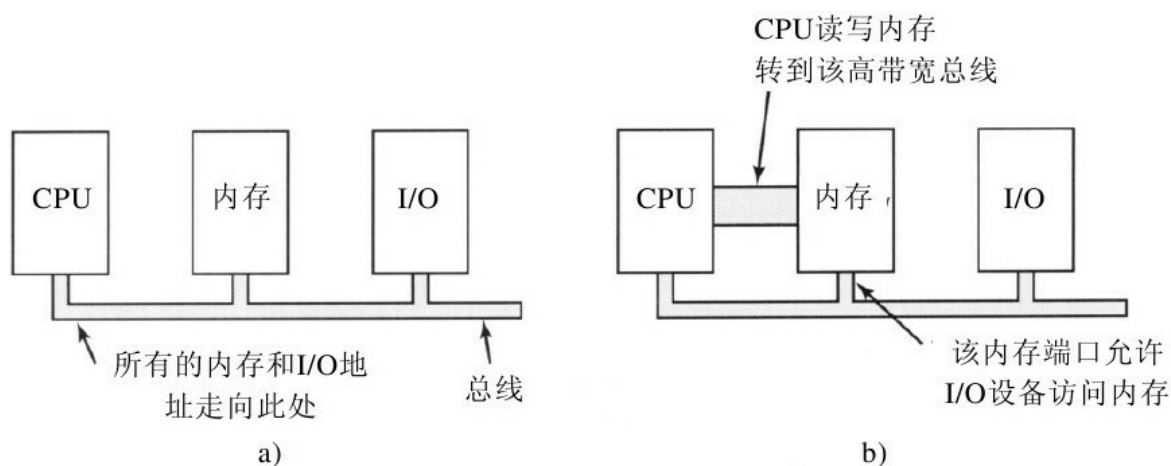 CPU读写内存
转到该高带宽总线
CPU
内存
I/O
CPU
内存
I/O
所有的内存和I/O地
址走向此处
总线
该内存端口允许
I/O设备访问内存
a)
b)